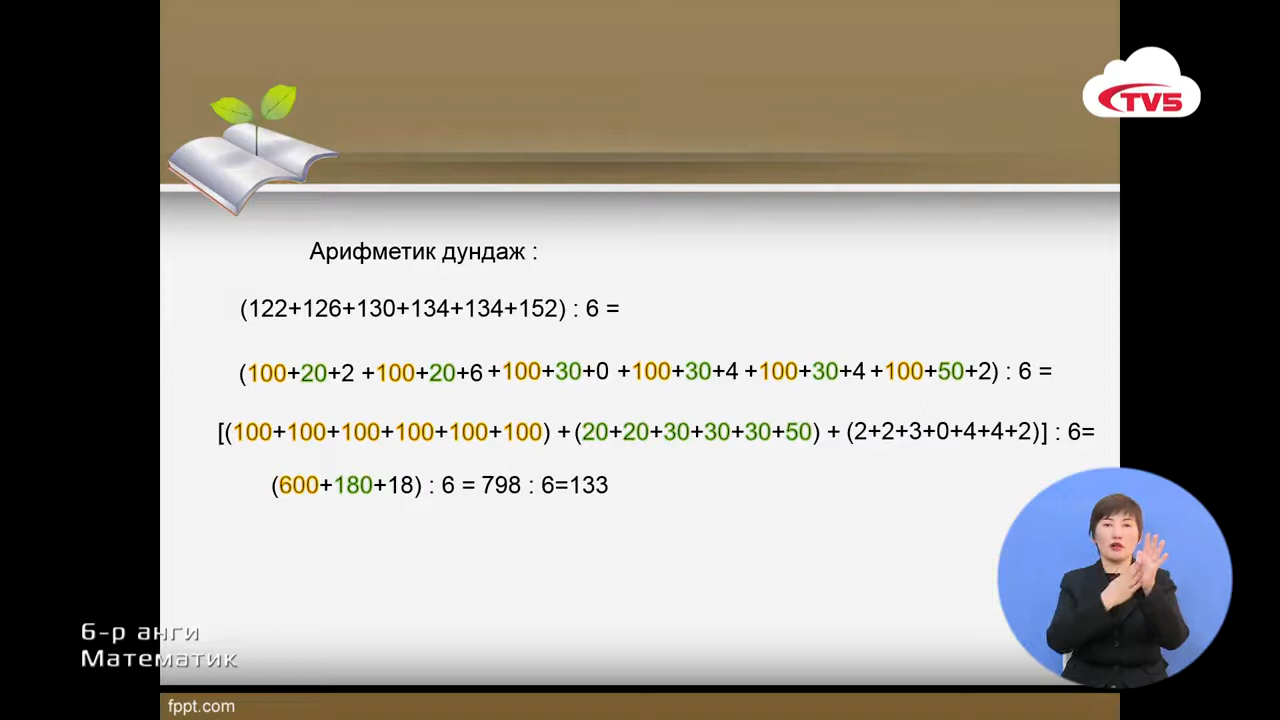 TV5
Арифметик дундаж :
(122+126+130+134+134+152) : 6 =
(100+20+2 +100+20+6 +100+30+0 +100+30+4 +100+30+4 +100+50+2) : 6 =
[(100+100+100+100+100+100) + (20+20+30+30+30+50) + (2+2+3+0+4+4+2)] : 6=
(600+180+18) : 6 = 798 : 6=133
6-р анги
Математик
fppt.com